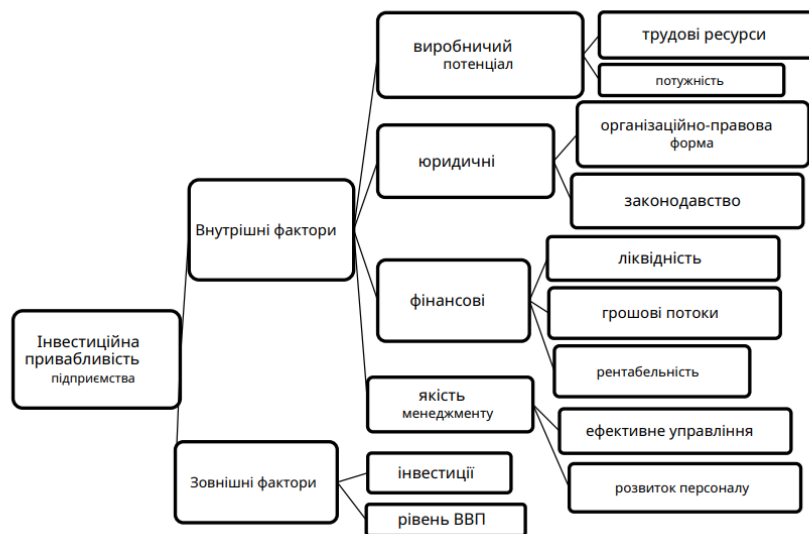 виробничий
потенціал
трудові ресурси
потужність
юридичні
організаційно-правова
форма
законодавство
Внутрішні фактори
фінансові
ліквідність
грошові потоки
рентабельність
Інвестиційна
привабливість
підприємства
якість
менеджменту
ефективне управління
розвиток персоналу
Зовнішні фактори
інвестиції
рівень ВВП